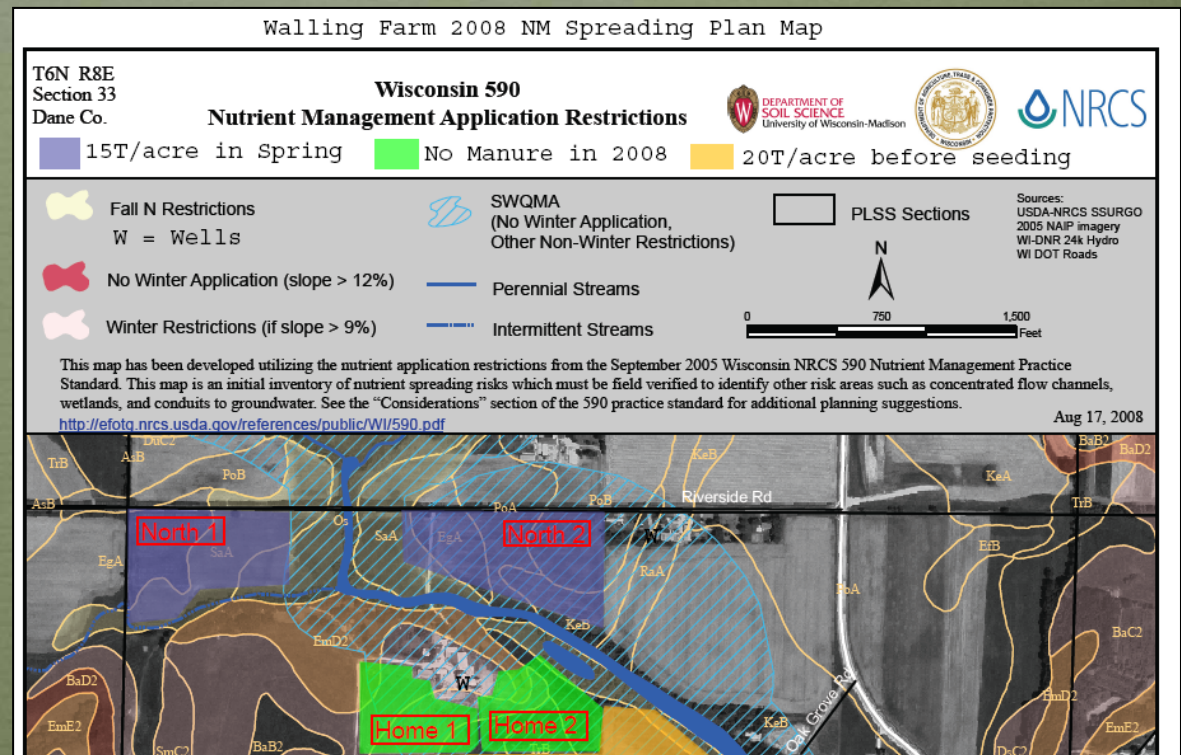 Walling Farm 2008 NM Spreading Plan Map
T6N R8E
Section 33
Dane Co.
Wisconsin 590
Nutrient Management Application Restrictions
W
DEPARTMENT OF
SOIL SCIENCE
University of Wisconsin-Madison
NRCS
15T/acre in Spring
No Manure in 2008
20T/acre before seeding
Fall N Restrictions
W = Wells
No Winter Application (slope > 12%)
Winter Restrictions (if slope > 9%)
SWQMA
(No Winter Application,
Other Non-Winter Restrictions)
Perennial Streams
Intermittent Streams
PLSS Sections
N
0 750 1,500
Feet
Sources:
USDA-NRCS SSURGO
2005 NAIP imagery
WI-DNR 24k Hydro
WI DOT Roads
This map has been developed utilizing the nutrient application restrictions from the September 2005 Wisconsin NRCS 590 Nutrient Management Practice
Standard. This map is an initial inventory of nutrient spreading risks which must be field verified to identify other risk areas such as concentrated flow channels,
wetlands, and conduits to groundwater. See the “Considerations” section of the 590 practice standard for additional planning suggestions.
http://efotg.nrcs.usda.gov/references/public/WI/590.pdf
Aug 17, 2008
DuC2
TrB
AsB
PoB
KeB
KeA
BaB2
BaD2
AsB
PoA
PoB
Riverside Rd
TrB
North 1
Os
SaA
SaA
EgA
North 2
W
EfB
EgA
RaA
PoA
EmD2
KeB
BaC2
BaD2
W
EmD2
EmE2
Home 1
Home 2
KeB
Oak Grove Rd
EmE2
SmC2
BaB2
TrB
DsC2